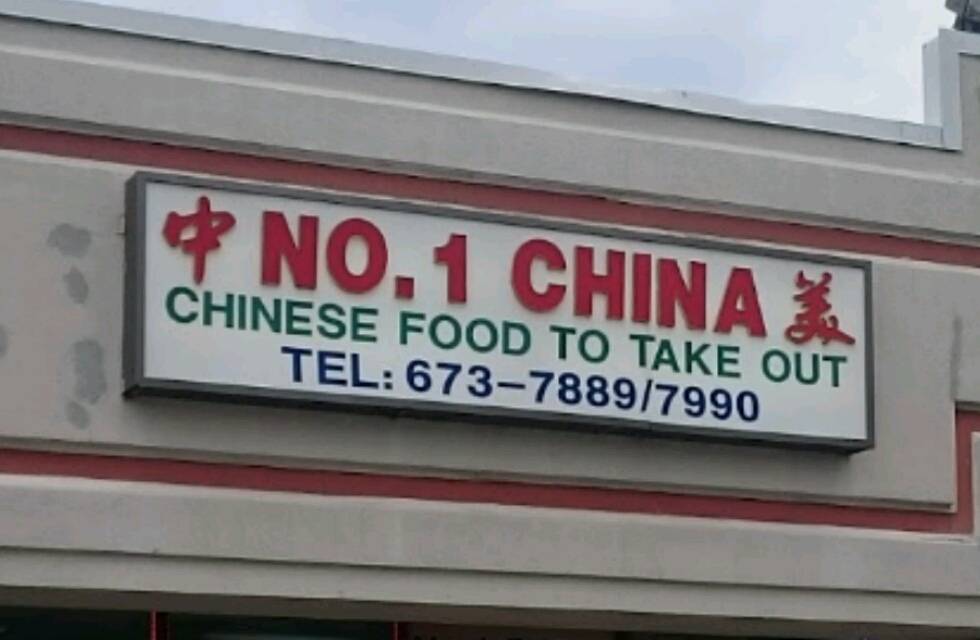 中 NO.1 CHINA 美
CHINESE FOOD TO TAKE OUT
TEL: 673-7889/7990